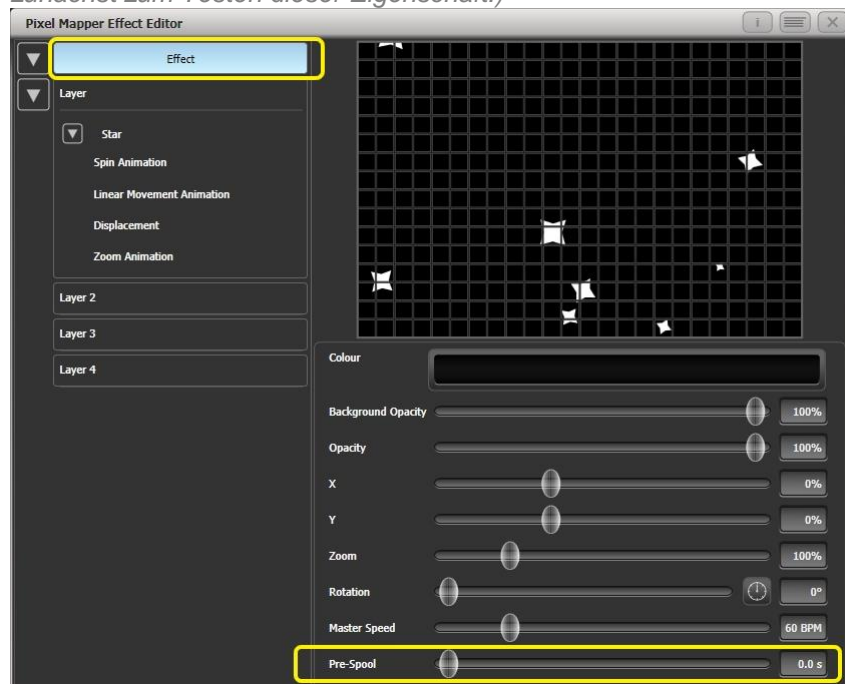 zunächst zum Testen dieser Eigenschaft.)
Pixel Mapper Effect Editor
i
Effect
Layer
Star
Spin Animation
Linear Movement Animation
Displacement
Zoom Animation
Layer 2
Layer 3
Layer 4
Colour
Background Opacity 100%
Opacity 100%
X 0%
Y 0%
Zoom 100%
Rotation 0°
Master Speed 60 BPM
Pre-Spool 0.0 s